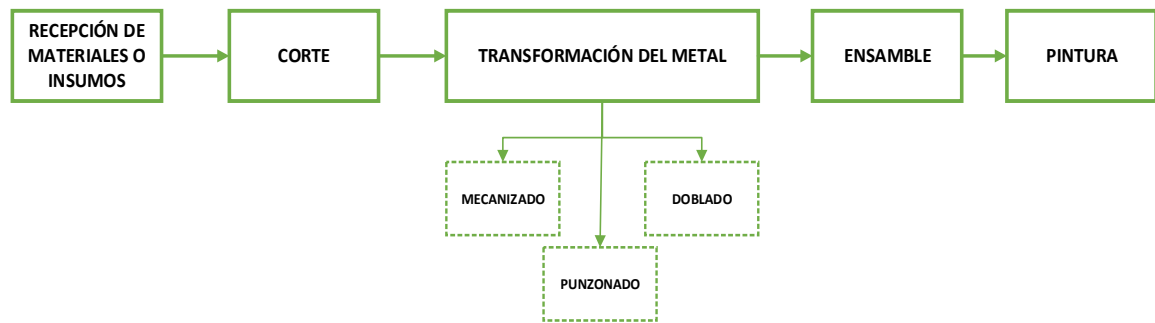 RECEPCIÓN DE
MATERIALES O
INSUMOS
CORTE
TRANSFORMACIÓN DEL METAL
ENSAMBLE
PINTURA
MECANIZADO
DOBLADO
PUNZONADO